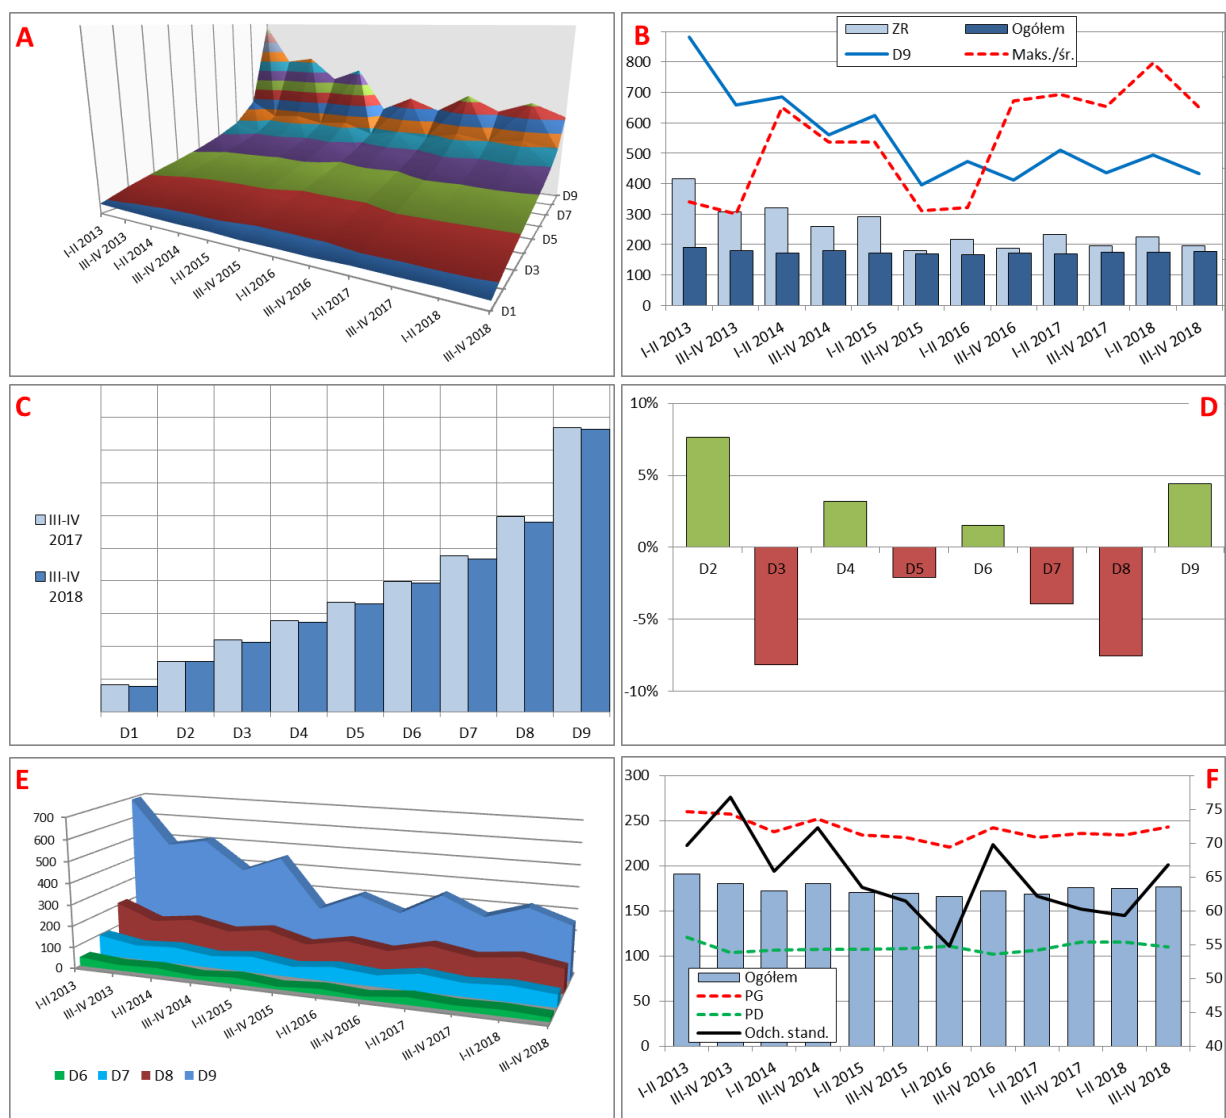 A
D9
D7
D5
D3
D1
I-II 2013
III-IV 2013
I-II 2014
III-IV 2014
I-II 2015
III-IV 2015
I-II 2016
III-IV 2016
I-II 2017
III-IV 2017
I-II 2018
III-IV 2018
B
ZR
Ogółem
D9
Maks./śr.
800
700
600
500
400
300
200
100
0
I-II 2013
III-IV 2013
I-II 2014
III-IV 2014
I-II 2015
III-IV 2015
I-II 2016
III-IV 2016
I-II 2017
III-IV 2017
I-II 2018
III-IV 2018
C
III-IV
2017
III-IV
2018
D1 D2 D3 D4 D5 D6 D7 D8 D9
D
10%
5%
0%
-5%
-10%
D2 D3 D4 D5 D6 D7 D8 D9
E
700
600
500
400
300
200
100
0
I-II 2013
III-IV 2013
I-II 2014
III-IV 2014
I-II 2015
III-IV 2015
I-II 2016
III-IV 2016
I-II 2017
III-IV 2017
I-II 2018
III-IV 2018
D6 D7 D8 D9
F
300
250
200
150
100
50
0
75
70
65
60
55
50
45
40
Ogółem
PG
PD
Odch. stand.
I-II 2013
III-IV 2013
I-II 2014
III-IV 2014
I-II 2015
III-IV 2015
I-II 2016
III-IV 2016
I-II 2017
III-IV 2017
I-II 2018
III-IV 2018